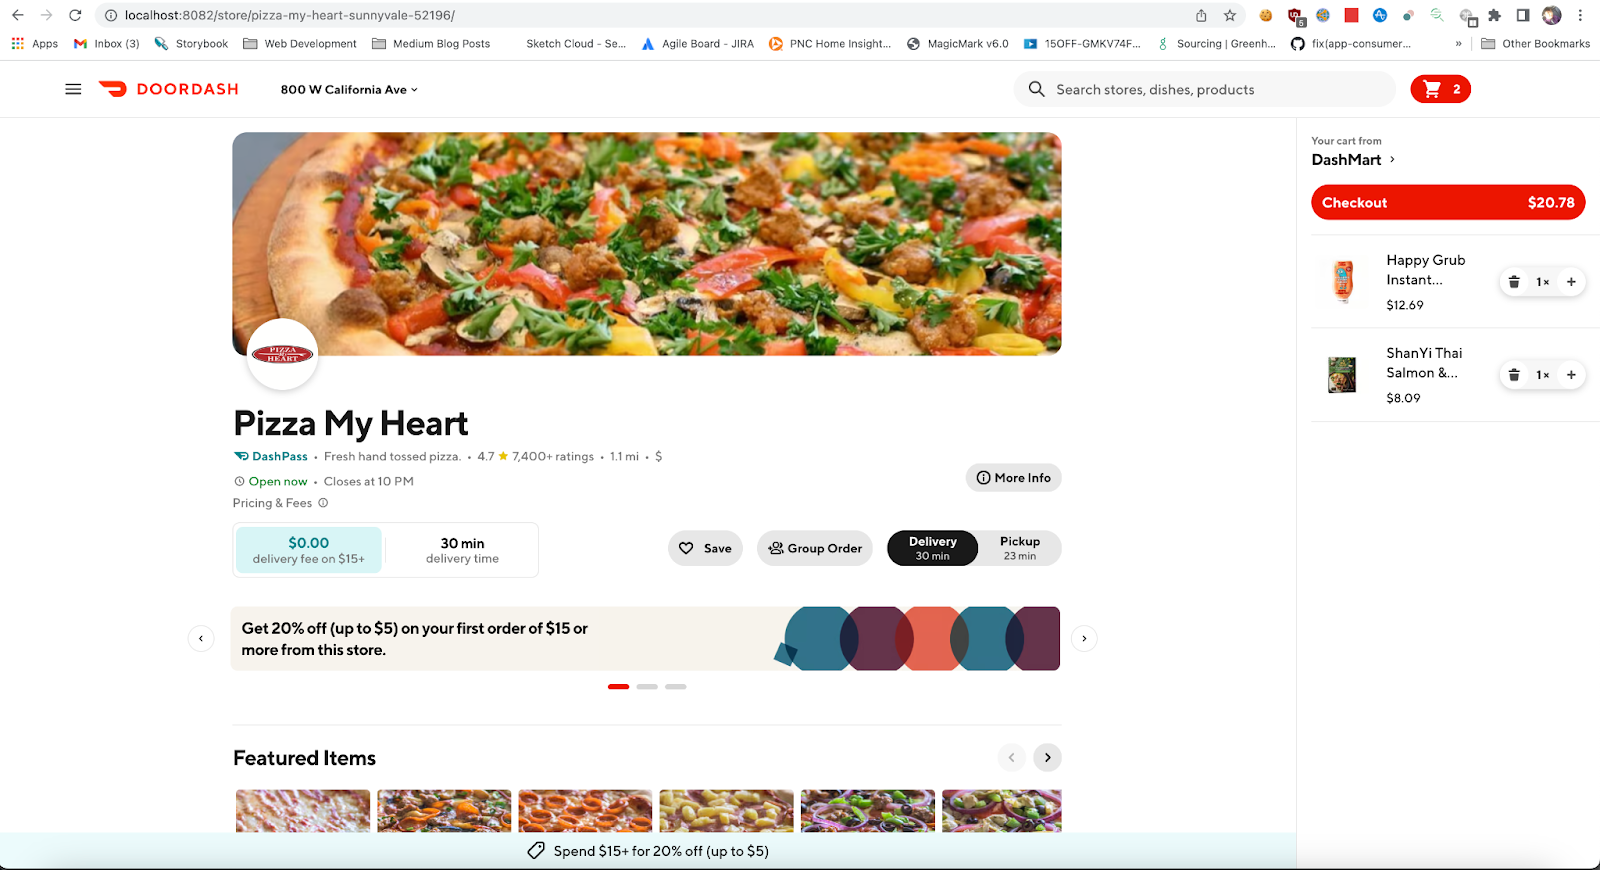 localhost:8082/store/pizza-my-heart-sunnyvale-52196/
6
Apps
Inbox (3)
Storybook
Web Development
Medium Blog Posts
Sketch Cloud - Se...
Agile Board - JIRA
PNC Home Insight...
MagicMark v6.0
15OFF-GMKV74F...
Sourcing | Greenh...
fix(app-consumer...
»
Other Bookmarks
DOORDASH
800 W California Ave
Search stores, dishes, products
2
PIZZA
HEART
Pizza My Heart
DashPass • Fresh hand tossed pizza. • 4.7 ★ 7,400+ ratings • 1.1 mi • $
Open now • Closes at 10 PM
Pricing & Fees
More Info
$0.00
delivery fee on $15+
30 min
delivery time
Save
Group Order
Delivery
30 min
Pickup
23 min
Get 20% off (up to $5) on your first order of $15 or
more from this store.
Featured Items
Spend $15+ for 20% off (up to $5)
Your cart from
DashMart ›
Checkout $20.78
Happy Grub
Instant...
$12.69
1×
ShanYi Thai
Salmon &...
$8.09
1×